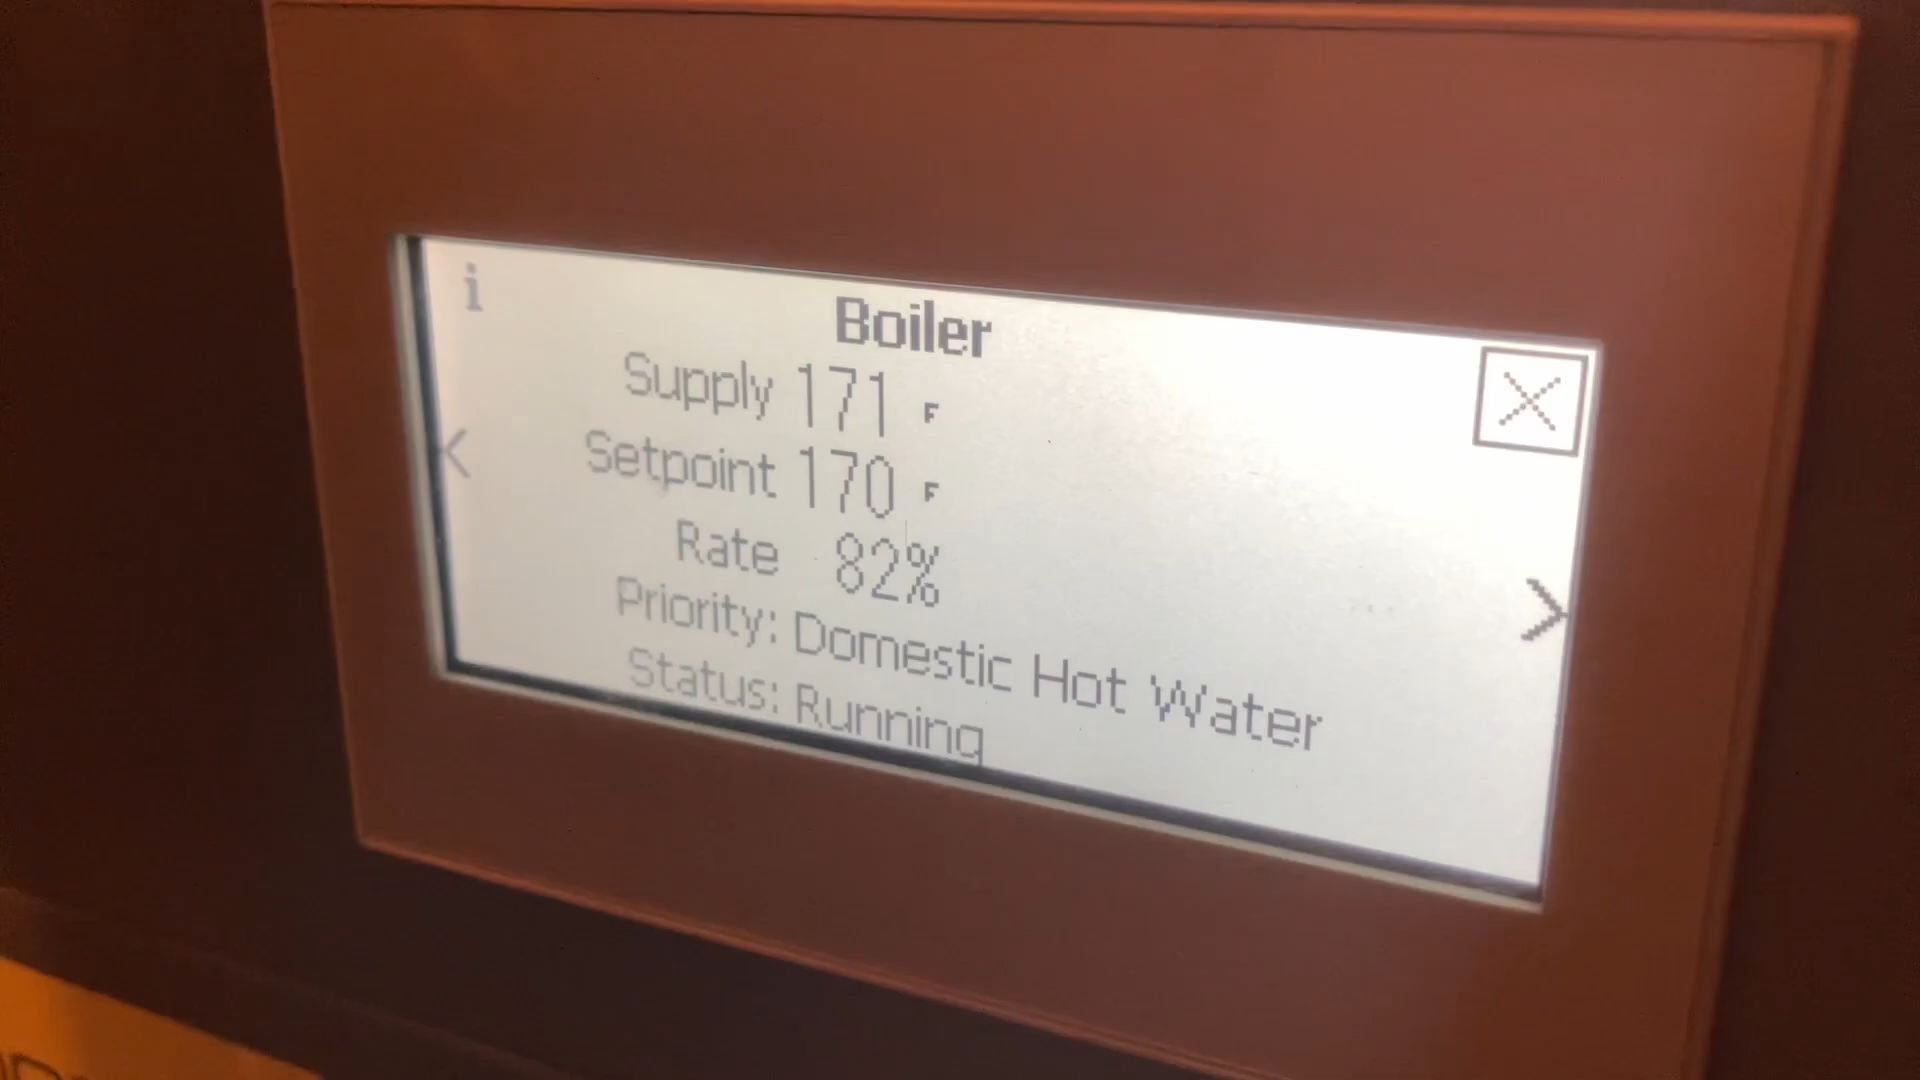 i
Boiler
Supply 171 F
Setpoint 170 F
Rate 82%
Priority: Domestic Hot Water
Status: Running